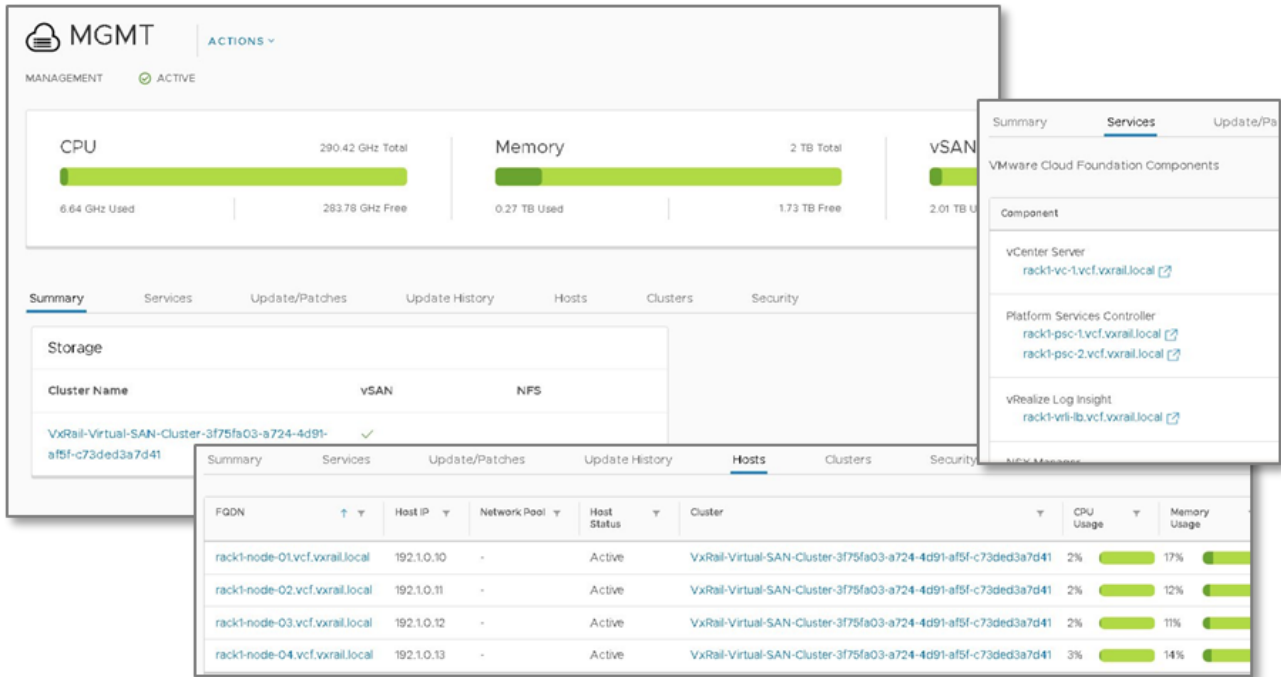 MGMT ACTIONS
MANAGEMENT ACTIVE
CPU 290.42 GHz Total
6.64 GHz Used 283.78 GHz Free
Memory 2 TB Total
0.27 TB Used 1.73 TB Free
vSAN
2.01 TB U
Summary Services Update/Patches Update History Hosts Clusters Security
Storage
Cluster Name vSAN NFS
VxRail-Virtual-SAN-Cluster-3f75fa03-a724-4d91-
af5f-c73ded3a7d41
Summary Services Update/Pa
VMware Cloud Foundation Components
Component
vCenter Server
rack1-vc-1.vcf.vxrail.local
Platform Services Controller
rack1-psc-1.vcf.vxrail.local
rack1-psc-2.vcf.vxrail.local
vRealize Log Insight
rack1-vrli-lb.vcf.vxrail.local
NSX Manager
Summary Services Update/Patches Update History Hosts Clusters Security
FQDN Host IP Network Pool Host Status Cluster CPU Usage Memory Usage
rack1-node-01.vcf.vxrail.local 192.1.0.10 - Active VxRail-Virtual-SAN-Cluster-3f75fa03-a724-4d91-af5f-c73ded3a7d41 2% 17%
rack1-node-02.vcf.vxrail.local 192.1.0.11 - Active VxRail-Virtual-SAN-Cluster-3f75fa03-a724-4d91-af5f-c73ded3a7d41 2% 12%
rack1-node-03.vcf.vxrail.local 192.1.0.12 - Active VxRail-Virtual-SAN-Cluster-3f75fa03-a724-4d91-af5f-c73ded3a7d41 2% 11%
rack1-node-04.vcf.vxrail.local 192.1.0.13 - Active VxRail-Virtual-SAN-Cluster-3f75fa03-a724-4d91-af5f-c73ded3a7d41 3% 14%